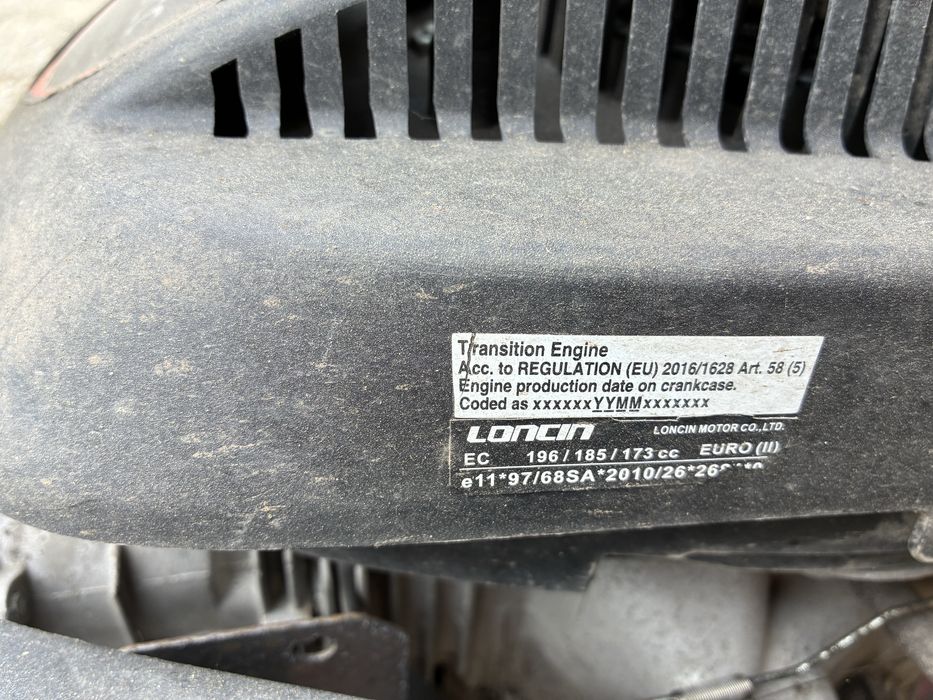 Transition Engine
Acc. to REGULATION (EU) 2016/1628 Art. 58 (5)
Engine production date on crankcase.
Coded as xxxxxxYYMMxxxxxxx
LONCIN LONCIN MOTOR CO.,LTD.
EC 196 / 185 / 173 cc EURO (II)